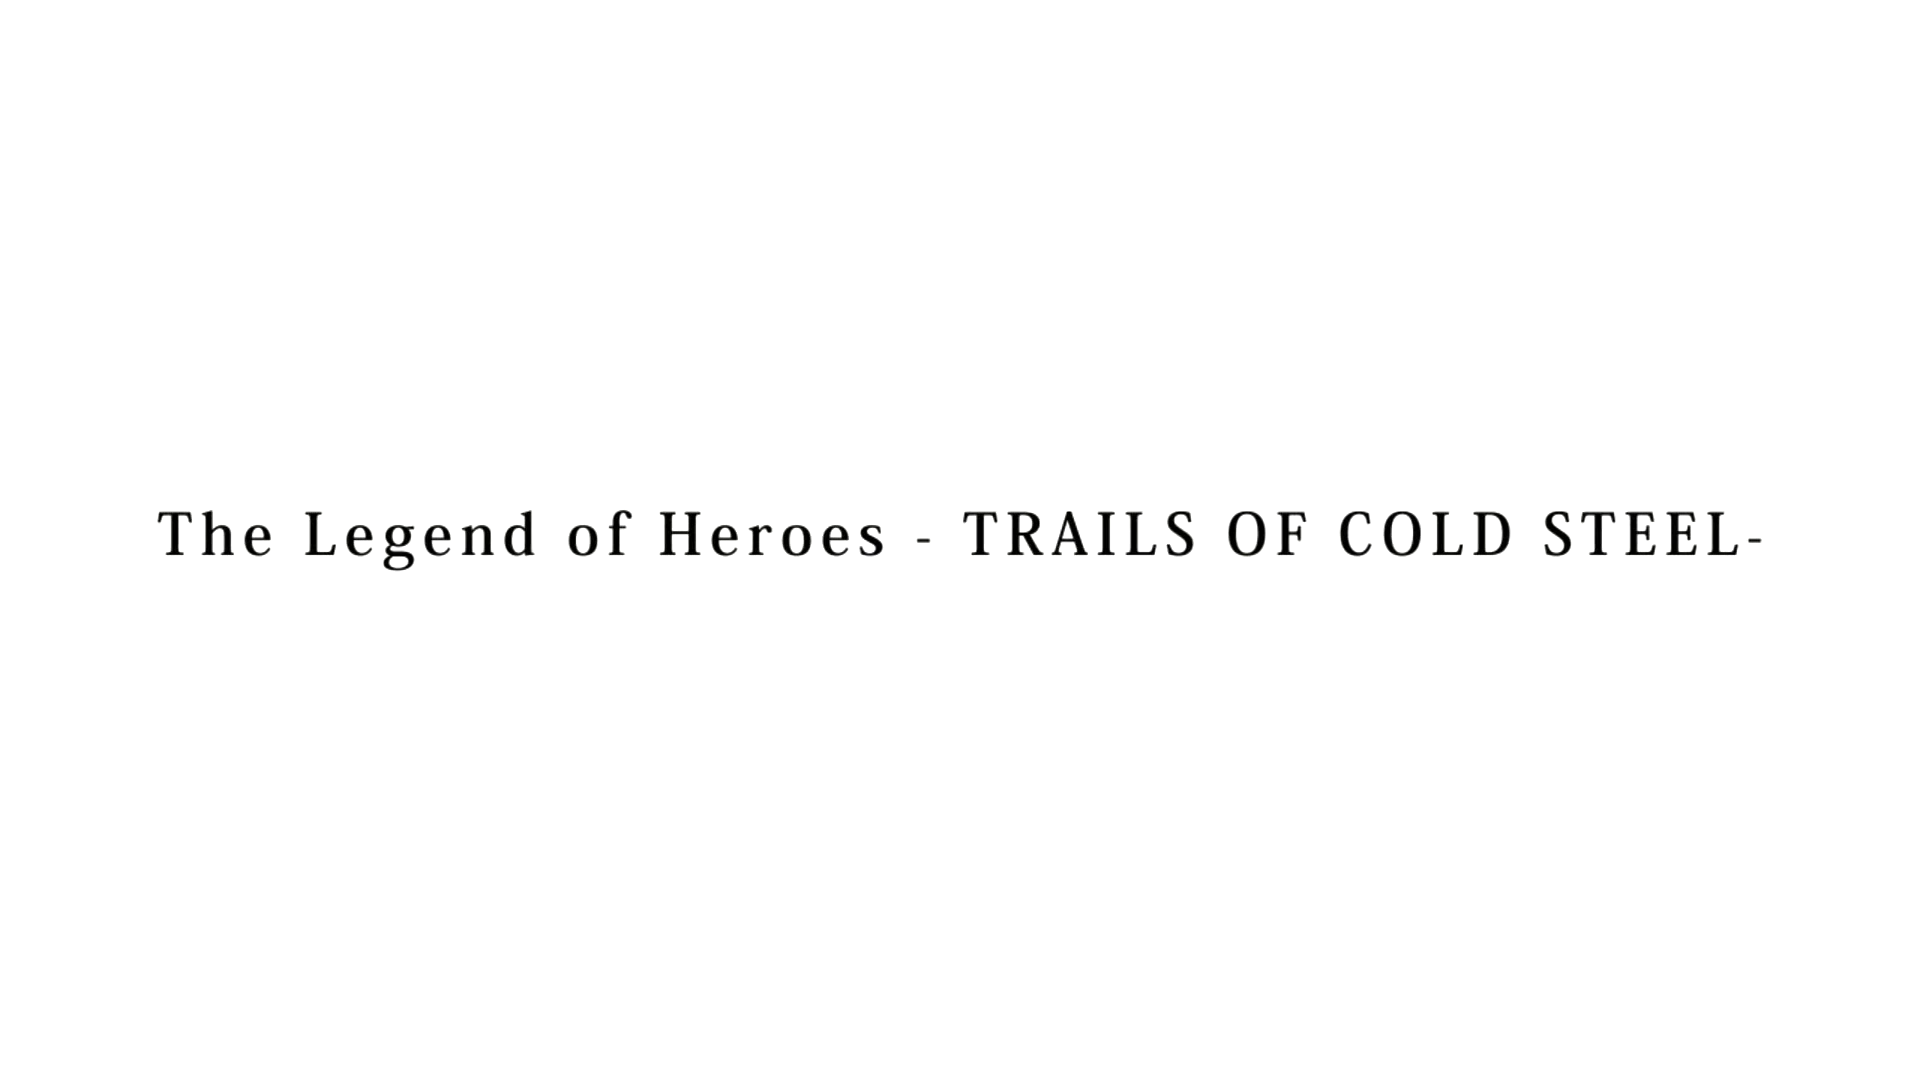 The Legend of Heroes - TRAILS OF COLD STEEL-